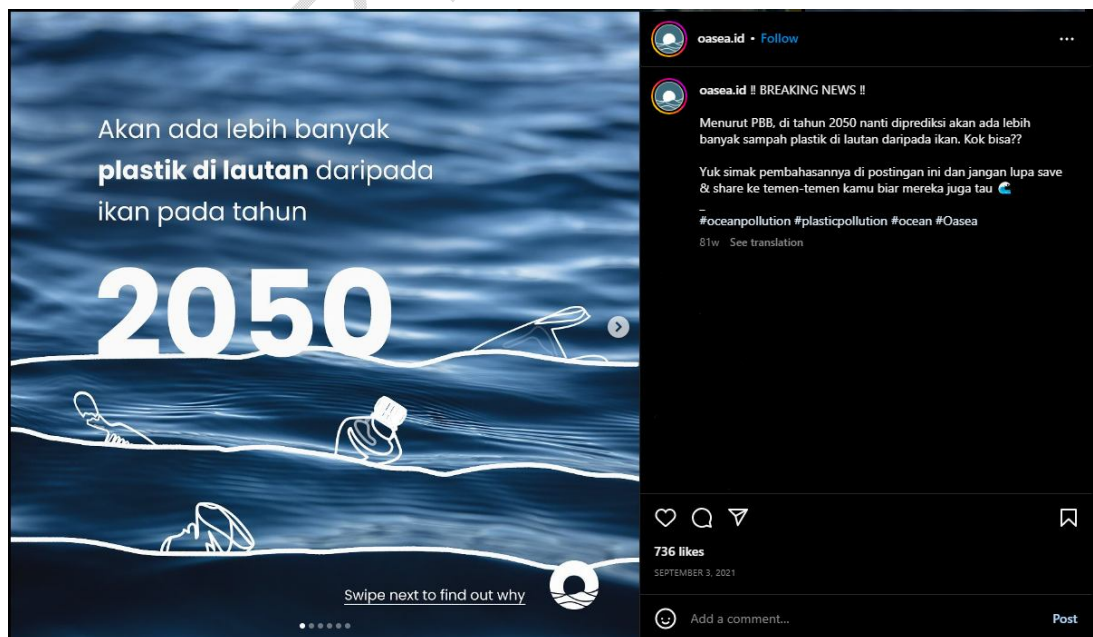 Akan ada lebih banyak
plastik di lautan daripada
ikan pada tahun
2050
Swipe next to find out why
oasea.id • Follow
oasea.id ‼ BREAKING NEWS ‼
Menurut PBB, di tahun 2050 nanti diprediksi akan ada lebih
banyak sampah plastik di lautan daripada ikan. Kok bisa??
Yuk simak pembahasannya di postingan ini dan jangan lupa save
& share ke temen-temen kamu biar mereka juga tau 🌊
_
#oceanpollution #plasticpollution #ocean #Oasea
81w See translation
736 likes
SEPTEMBER 3, 2021
Add a comment...
Post